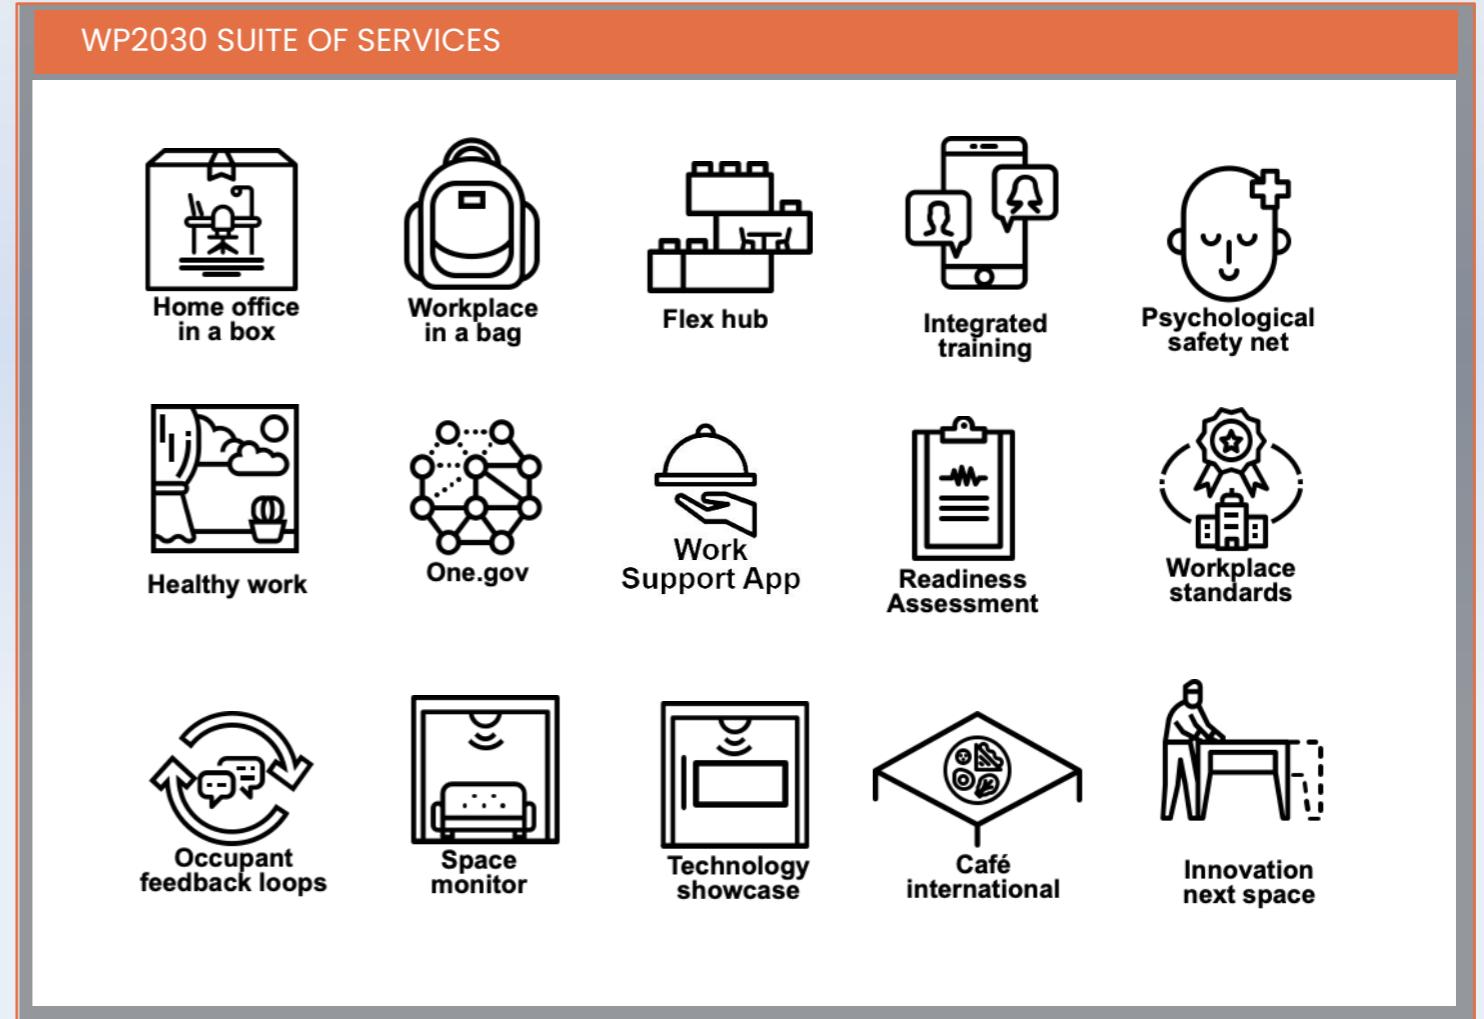 WP2030 SUITE OF SERVICES
Home office
in a box
Workplace
in a bag
Flex hub
Integrated
training
Psychological
safety net
Healthy work
One.gov
Work
Support App
Readiness
Assessment
Workplace
standards
Occupant
feedback loops
Space
monitor
Technology
showcase
Café
international
Innovation
next space